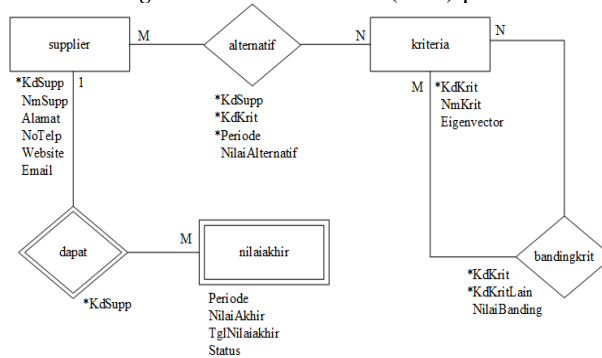 supplier
M
alternatif
N
kriteria
N
*KdSupp
1
NmSupp
Alamat
NoTelp
Website
Email
*KdSupp
*KdKrit
*Periode
NilaiAlternatif
M
*KdKrit
NmKrit
Eigenvector
dapat
M
nilaiakhir
bandingkrit
*KdSupp
Periode
NilaiAkhir
TglNilaiakhir
Status
*KdKrit
*KdKritLain
NilaiBanding